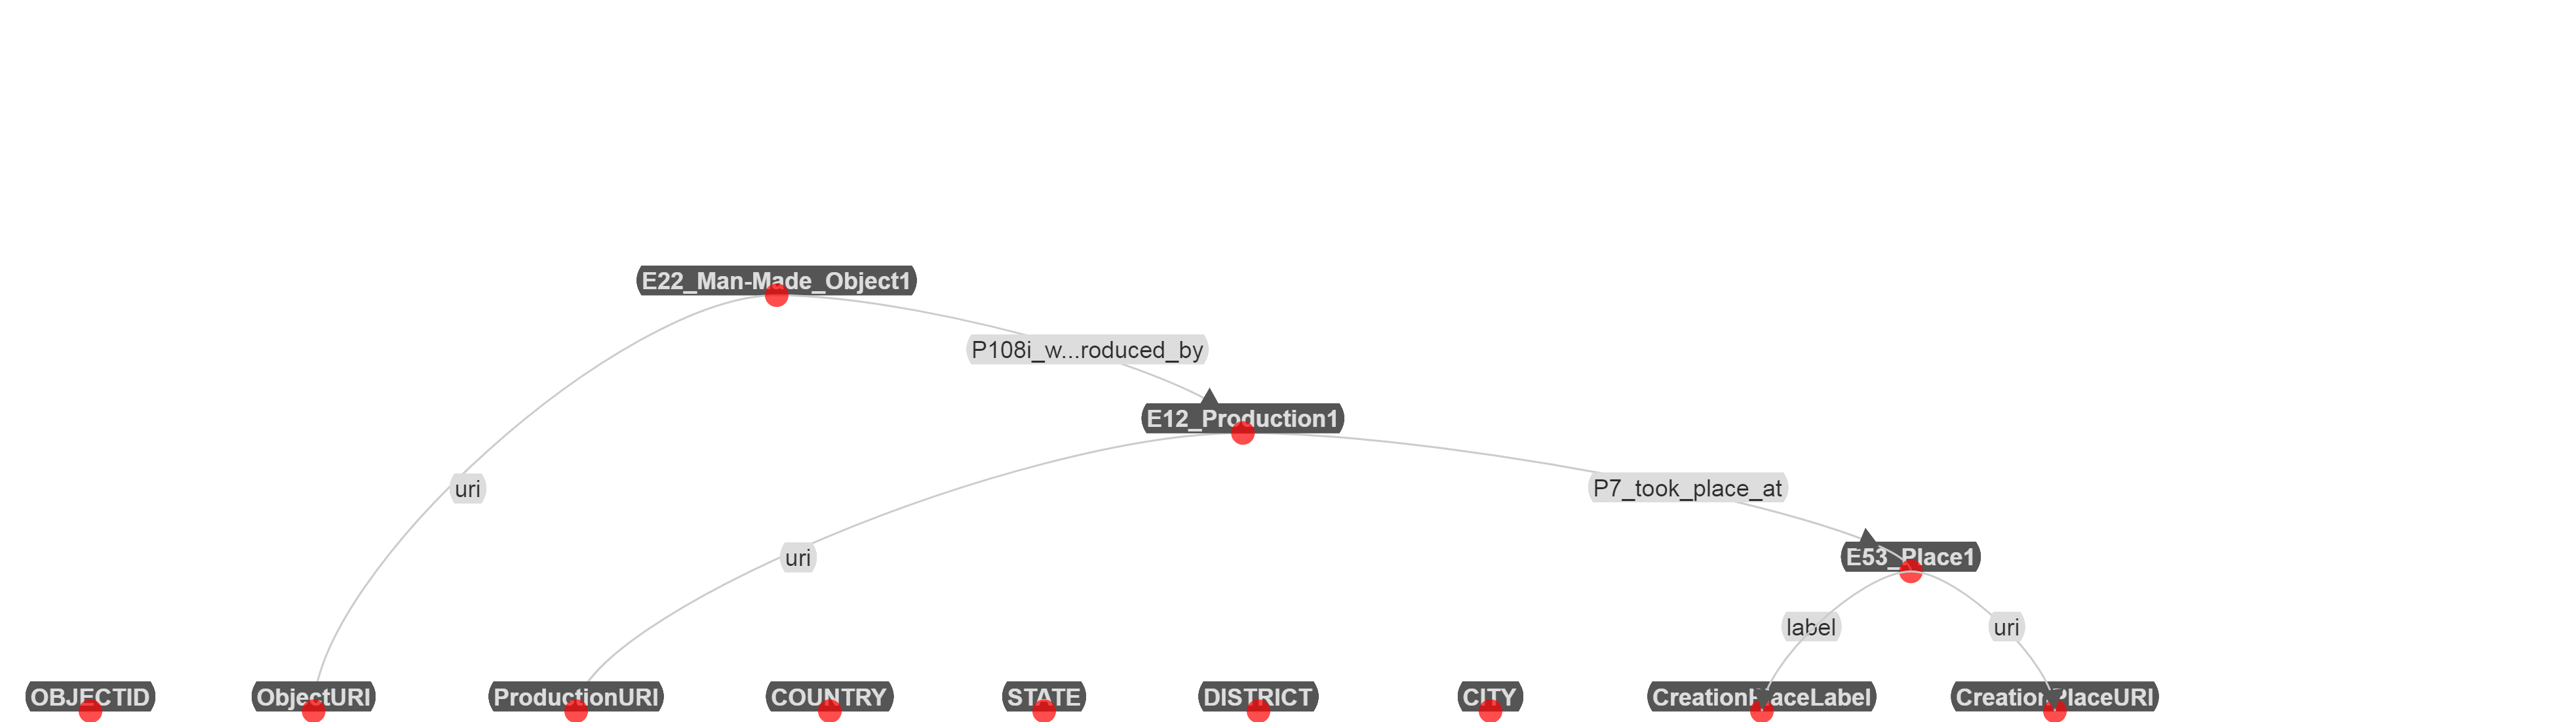 E22_Man-Made_Object1
P108i_w...roduced_by
E12_Production1
uri
P7_took_place_at
uri
E53_Place1
label
uri
OBJECTID
ObjectURI
ProductionURI
COUNTRY
STATE
DISTRICT
CITY
CreationPlaceLabel
CreationPlaceURI